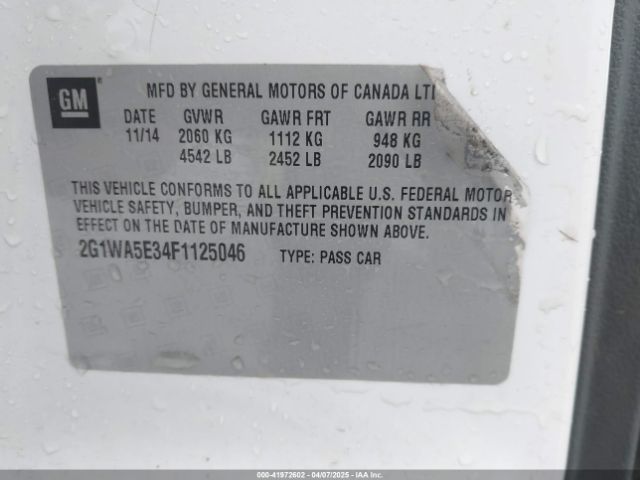 GM
MFD BY GENERAL MOTORS OF CANADA LT
DATE GVWR GAWR FRT GAWR RR
11/14 2060 KG 1112 KG 948 KG
4542 LB 2452 LB 2090 LB
THIS VEHICLE CONFORMS TO ALL APPLICABLE U.S. FEDERAL MOTOR
VEHICLE SAFETY, BUMPER, AND THEFT PREVENTION STANDARDS IN
EFFECT ON THE DATE OF MANUFACTURE SHOWN ABOVE.
2G1WA5E34F1125046 TYPE: PASS CAR
000-41972602 - 04/07/2025 - IAA Inc.